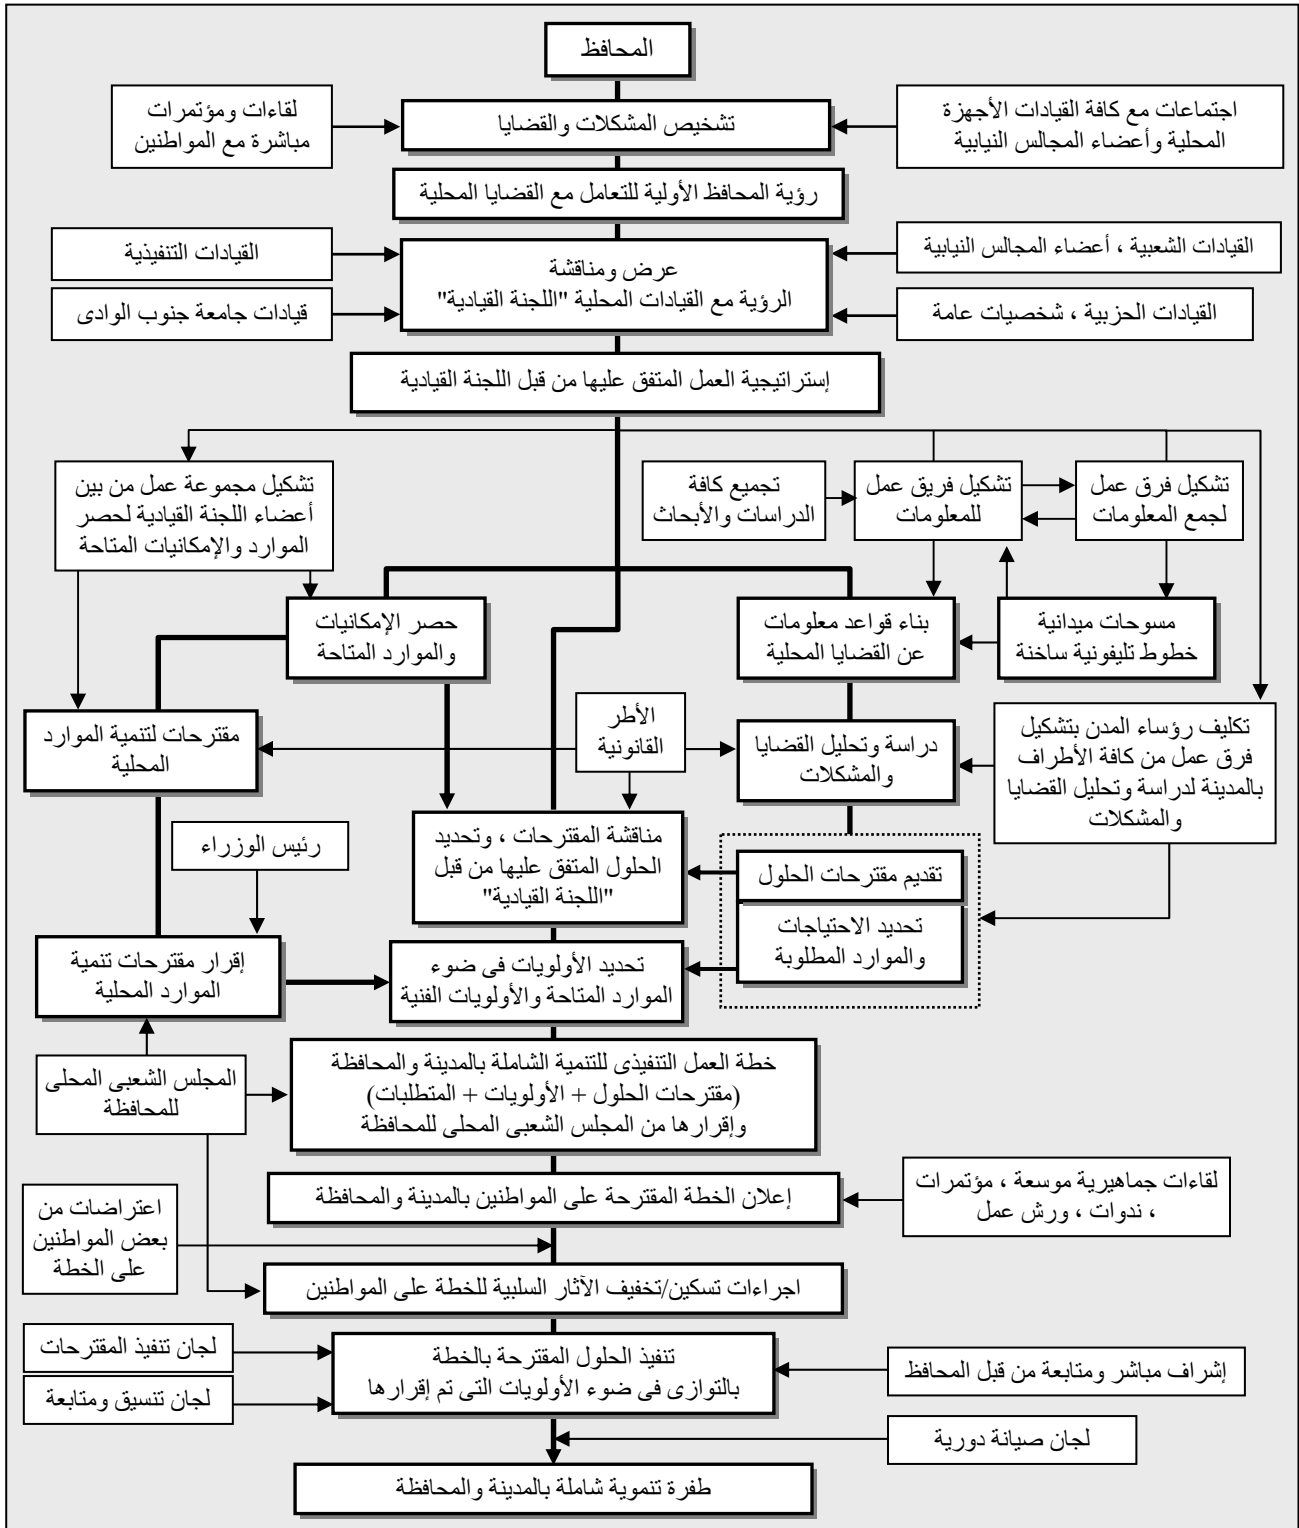 المحافظ
اجتماعات مع كافة القيادات الأجهزة
المحلية وأعضاء المجالس النيابية
تشخيص المشكلات والقضايا
لقاءات ومؤتمرات
مباشرة مع المواطنين
رؤية المحافظ الأولية للتعامل مع القضايا المحلية
القيادات الشعبية ، أعضاء المجالس النيابية
القيادات الحزبية ، شخصيات عامة
عرض ومناقشة
الرؤية مع القيادات المحلية "اللجنة القيادية"
القيادات التنفيذية
قيادات جامعة جنوب الوادى
إستراتيجية العمل المتفق عليها من قبل اللجنة القيادية
تشكيل فرق عمل
لجمع المعلومات
تشكيل فريق عمل
للمعلومات
تجميع كافة
الدراسات والأبحاث
تشكيل مجموعة عمل من بين
أعضاء اللجنة القيادية لحصر
الموارد والإمكانيات المتاحة
مسوحات ميدانية
خطوط تليفونية ساخنة
بناء قواعد معلومات
عن القضايا المحلية
حصر الإمكانيات
والموارد المتاحة
تكليف رؤساء المدن بتشكيل
فرق عمل من كافة الأطراف
بالمدينة لدراسة وتحليل القضايا
والمشكلات
دراسة وتحليل القضايا
والمشكلات
الأطر
القانونية
مقترحات لتنمية الموارد
المحلية
تقديم مقترحات الحلول
تحديد الاحتياجات
والموارد المطلوبة
مناقشة المقترحات ، وتحديد
الحلول المتفق عليها من قبل
"اللجنة القيادية"
رئيس الوزراء
تحديد الأولويات فى ضوء
الموارد المتاحة والأولويات الفنية
إقرار مقترحات تنمية
الموارد المحلية
خطة العمل التنفيذى للتنمية الشاملة بالمدينة والمحافظة
(مقترحات الحلول + الأولويات + المتطلبات)
وإقرارها من المجلس الشعبى المحلى للمحافظة
المجلس الشعبى المحلى
للمحافظة
لقاءات جماهيرية موسعة ، مؤتمرات
، ندوات ، ورش عمل
إعلان الخطة المقترحة على المواطنين بالمدينة والمحافظة
اعتراضات من
بعض المواطنين
على الخطة
اجراءات تسكين/تخفيف الآثار السلبية للخطة على المواطنين
إشراف مباشر ومتابعة من قبل المحافظ
تنفيذ الحلول المقترحة بالخطة
بالتوازى فى ضوء الأولويات التى تم إقرارها
لجان تنفيذ المقترحات
لجان تنسيق ومتابعة
لجان صيانة دورية
طفرة تنموية شاملة بالمدينة والمحافظة